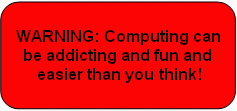 WARNING: Computing can
be addicting and fun and
easier than you think!